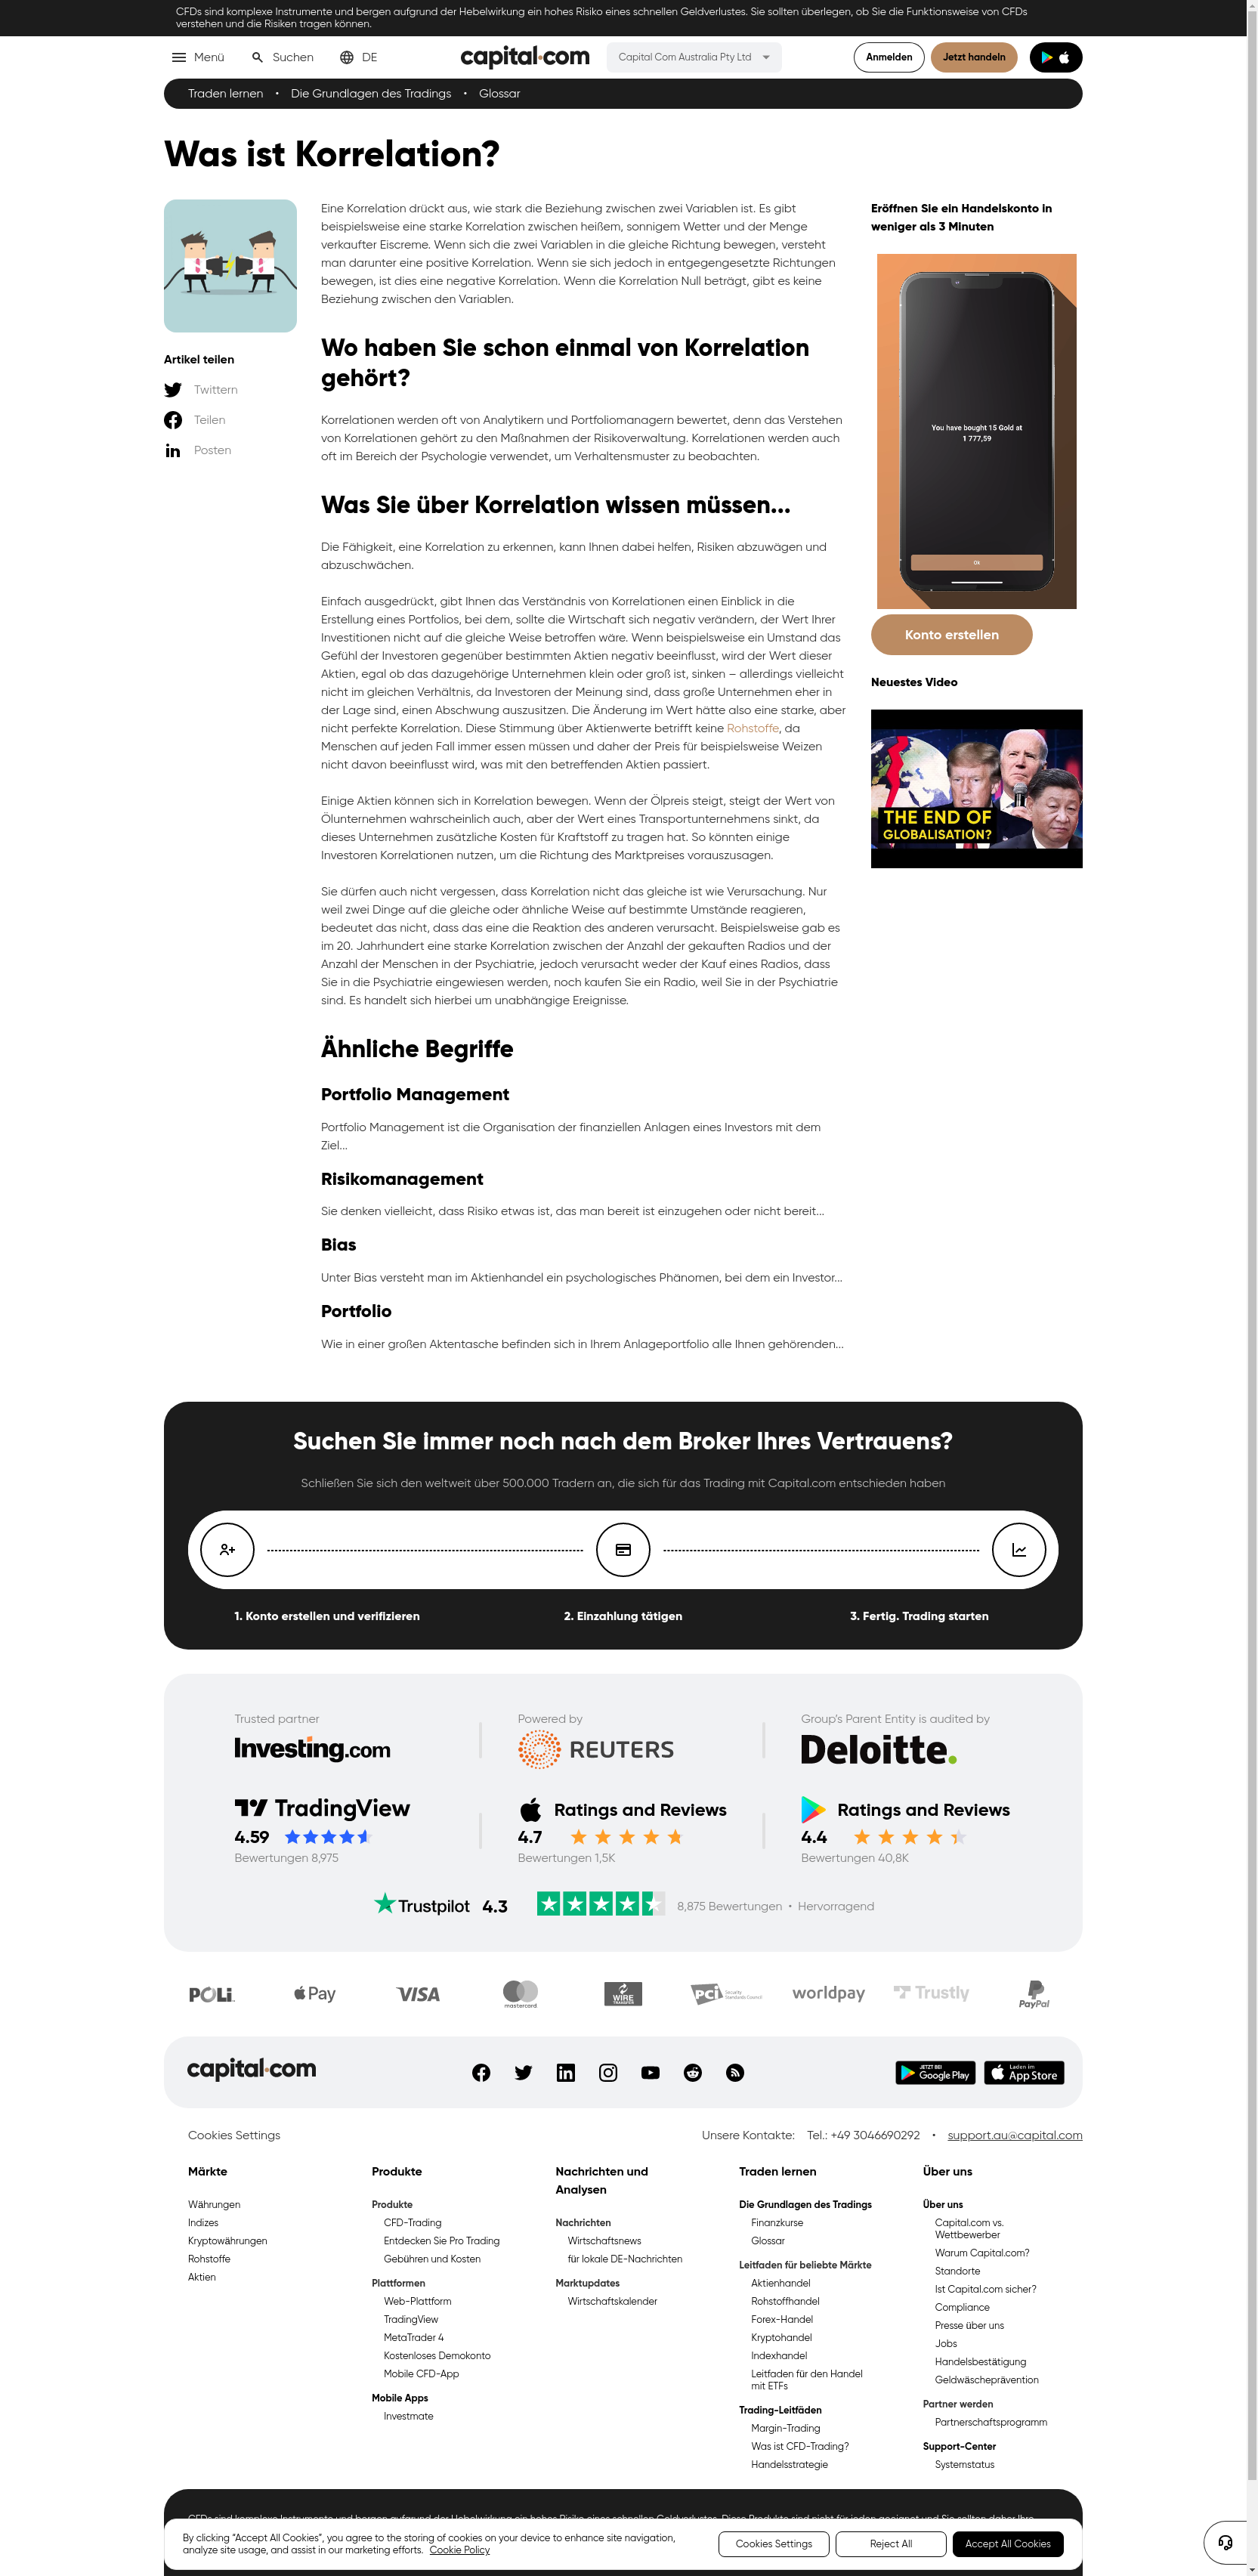 CFDs sind komplexe Instrumente und bergen aufgrund der Hebelwirkung ein hohes Risiko eines schnellen Geldverlustes. Sie sollten überlegen, ob Sie die Funktionsweise von CFDs
verstehen und die Risiken tragen können.
Menü
Suchen
DE
capital.com
Capital Com Australia Pty Ltd
Anmelden
Jetzt handeln
Traden lernen • Die Grundlagen des Tradings • Glossar
Was ist Korrelation?
Artikel teilen
Twittern
Teilen
Posten
Eine Korrelation drückt aus, wie stark die Beziehung zwischen zwei Variablen ist. Es gibt
beispielsweise eine starke Korrelation zwischen heißem, sonnigem Wetter und der Menge
verkaufter Eiscreme. Wenn sich die zwei Variablen in die gleiche Richtung bewegen, versteht
man darunter eine positive Korrelation. Wenn sie sich jedoch in entgegengesetzte Richtungen
bewegen, ist dies eine negative Korrelation. Wenn die Korrelation Null beträgt, gibt es keine
Beziehung zwischen den Variablen.
Wo haben Sie schon einmal von Korrelation
gehört?
Korrelationen werden oft von Analytikern und Portfoliomanagern bewertet, denn das Verstehen
von Korrelationen gehört zu den Maßnahmen der Risikoverwaltung. Korrelationen werden auch
oft im Bereich der Psychologie verwendet, um Verhaltensmuster zu beobachten.
Was Sie über Korrelation wissen müssen...
Die Fähigkeit, eine Korrelation zu erkennen, kann Ihnen dabei helfen, Risiken abzuwägen und
abzuschwächen.
Einfach ausgedrückt, gibt Ihnen das Verständnis von Korrelationen einen Einblick in die
Erstellung eines Portfolios, bei dem, sollte die Wirtschaft sich negativ verändern, der Wert Ihrer
Investitionen nicht auf die gleiche Weise betroffen wäre. Wenn beispielsweise ein Umstand das
Gefühl der Investoren gegenüber bestimmten Aktien negativ beeinflusst, wird der Wert dieser
Aktien, egal ob das dazugehörige Unternehmen klein oder groß ist, sinken – allerdings vielleicht
nicht im gleichen Verhältnis, da Investoren der Meinung sind, dass große Unternehmen eher in
der Lage sind, einen Abschwung auszusitzen. Die Änderung im Wert hätte also eine starke, aber
nicht perfekte Korrelation. Diese Stimmung über Aktienwerte betrifft keine Rohstoffe, da
Menschen auf jeden Fall immer essen müssen und daher der Preis für beispielsweise Weizen
nicht davon beeinflusst wird, was mit den betreffenden Aktien passiert.
Einige Aktien können sich in Korrelation bewegen. Wenn der Ölpreis steigt, steigt der Wert von
Ölunternehmen wahrscheinlich auch, aber der Wert eines Transportunternehmens sinkt, da
dieses Unternehmen zusätzliche Kosten für Kraftstoff zu tragen hat. So könnten einige
Investoren Korrelationen nutzen, um die Richtung des Marktpreises vorauszusagen.
Sie dürfen auch nicht vergessen, dass Korrelation nicht das gleiche ist wie Verursachung. Nur
weil zwei Dinge auf die gleiche oder ähnliche Weise auf bestimmte Umstände reagieren,
bedeutet das nicht, dass das eine die Reaktion des anderen verursacht. Beispielsweise gab es
im 20. Jahrhundert eine starke Korrelation zwischen der Anzahl der gekauften Radios und der
Anzahl der Menschen in der Psychiatrie, jedoch verursacht weder der Kauf eines Radios, dass
Sie in die Psychiatrie eingewiesen werden, noch kaufen Sie ein Radio, weil Sie in der Psychiatrie
sind. Es handelt sich hierbei um unabhängige Ereignisse.
Ähnliche Begriffe
Portfolio Management
Portfolio Management ist die Organisation der finanziellen Anlagen eines Investors mit dem
Ziel...
Risikomanagement
Sie denken vielleicht, dass Risiko etwas ist, das man bereit ist einzugehen oder nicht bereit...
Bias
Unter Bias versteht man im Aktienhandel ein psychologisches Phänomen, bei dem ein Investor...
Portfolio
Wie in einer großen Aktentasche befinden sich in Ihrem Anlageportfolio alle Ihnen gehörenden...
Eröffnen Sie ein Handelskonto in
weniger als 3 Minuten
You have bought 15 Gold at
1 777,59
Ok
Konto erstellen
Neuestes Video
THE END OF
GLOBALISATION?
Suchen Sie immer noch nach dem Broker Ihres Vertrauens?
Schließen Sie sich den weltweit über 500.000 Tradern an, die sich für das Trading mit Capital.com entschieden haben
1. Konto erstellen und verifizieren
2. Einzahlung tätigen
3. Fertig. Trading starten
Trusted partner
Investing.com
Powered by
REUTERS
Group's Parent Entity is audited by
Deloitte.
TradingView
4.59
Bewertungen 8,975
Ratings and Reviews
4.7
Bewertungen 1,5K
Ratings and Reviews
4.4
Bewertungen 40,8K
Trustpilot 4.3
8,875 Bewertungen • Hervorragend
POLi
Pay
VISA
mastercard
WIRE TRANSFER
PCi Security Standards Council
worldpay
Trustly
PayPal
capital.com
JETZT BEI Google Play
Laden im App Store
Cookies Settings
Unsere Kontakte: Tel.: +49 3046690292 • support.au@capital.com
Märkte
Währungen
Indizes
Kryptowährungen
Rohstoffe
Aktien
Produkte
Produkte
CFD-Trading
Entdecken Sie Pro Trading
Gebühren und Kosten
Plattformen
Web-Plattform
TradingView
MetaTrader 4
Kostenloses Demokonto
Mobile CFD-App
Mobile Apps
Investmate
Nachrichten und
Analysen
Nachrichten
Wirtschaftsnews
für lokale DE-Nachrichten
Marktupdates
Wirtschaftskalender
Traden lernen
Die Grundlagen des Tradings
Finanzkurse
Glossar
Leitfaden für beliebte Märkte
Aktienhandel
Rohstoffhandel
Forex-Handel
Kryptohandel
Indexhandel
Leitfaden für den Handel
mit ETFs
Trading-Leitfäden
Margin-Trading
Was ist CFD-Trading?
Handelsstrategie
Über uns
Über uns
Capital.com vs.
Wettbewerber
Warum Capital.com?
Standorte
Ist Capital.com sicher?
Compliance
Presse über uns
Jobs
Handelsbestätigung
Geldwäscheprävention
Partner werden
Partnerschaftsprogramm
Support-Center
Systemstatus
By clicking “Accept All Cookies”, you agree to the storing of cookies on your device to enhance site navigation,
analyze site usage, and assist in our marketing efforts. Cookie Policy
Cookies Settings
Reject All
Accept All Cookies